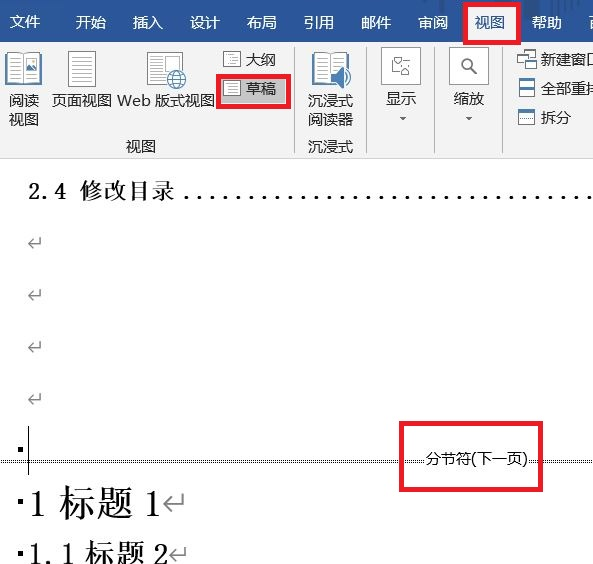 文件 开始 插入 设计 布局 引用 邮件 审阅 视图 帮助
阅读视图 页面视图 Web 版式视图 大纲 草稿 沉浸式阅读器 显示 缩放 新建窗口 全部重排 拆分
视图 沉浸式
2.4 修改目录 ..................................
↵
↵
↵
↵
分节符(下一页)
1 标题 1↵
1.1 标题 2↵